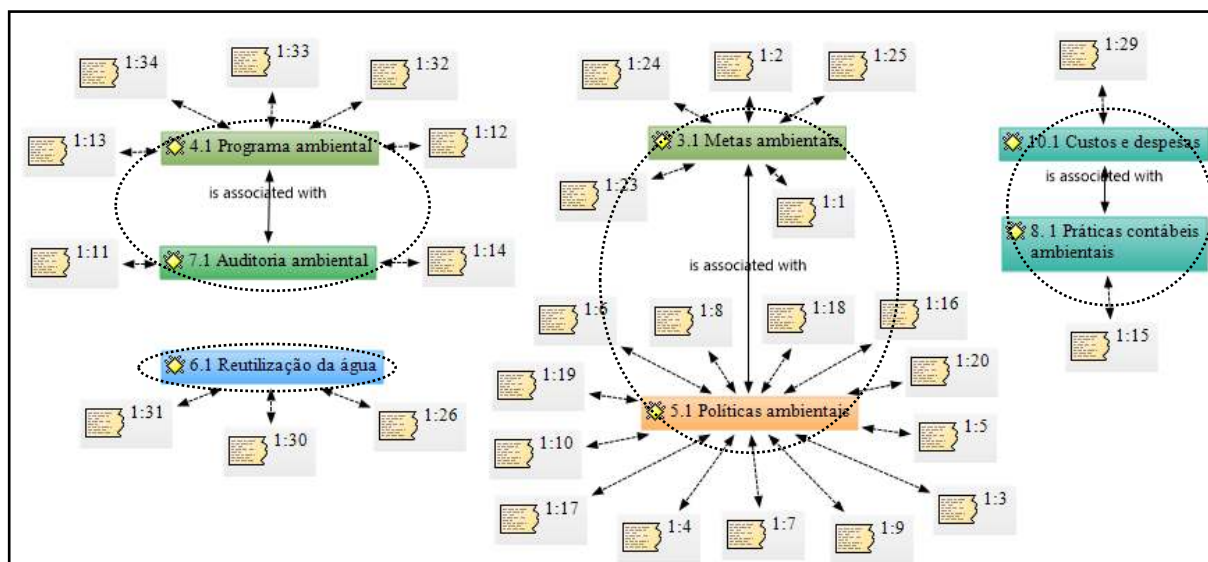 1:34
1:33
1:32
1:13
4.1 Programa ambiental
1:12
is associated with
1:11
7.1 Auditoria ambiental
1:14
6.1 Reutilização da água
1:31
1:30
1:26
1:24
1:2
1:25
3.1 Metas ambientais
1:23
1:1
is associated with
1:6
1:8
1:18
1:16
1:19
1:20
5.1 Políticas ambientais
1:10
1:5
1:17
1:4
1:7
1:9
1:3
1:29
10.1 Custos e despesas
is associated with
8. 1 Práticas contábeis
ambientais
1:15